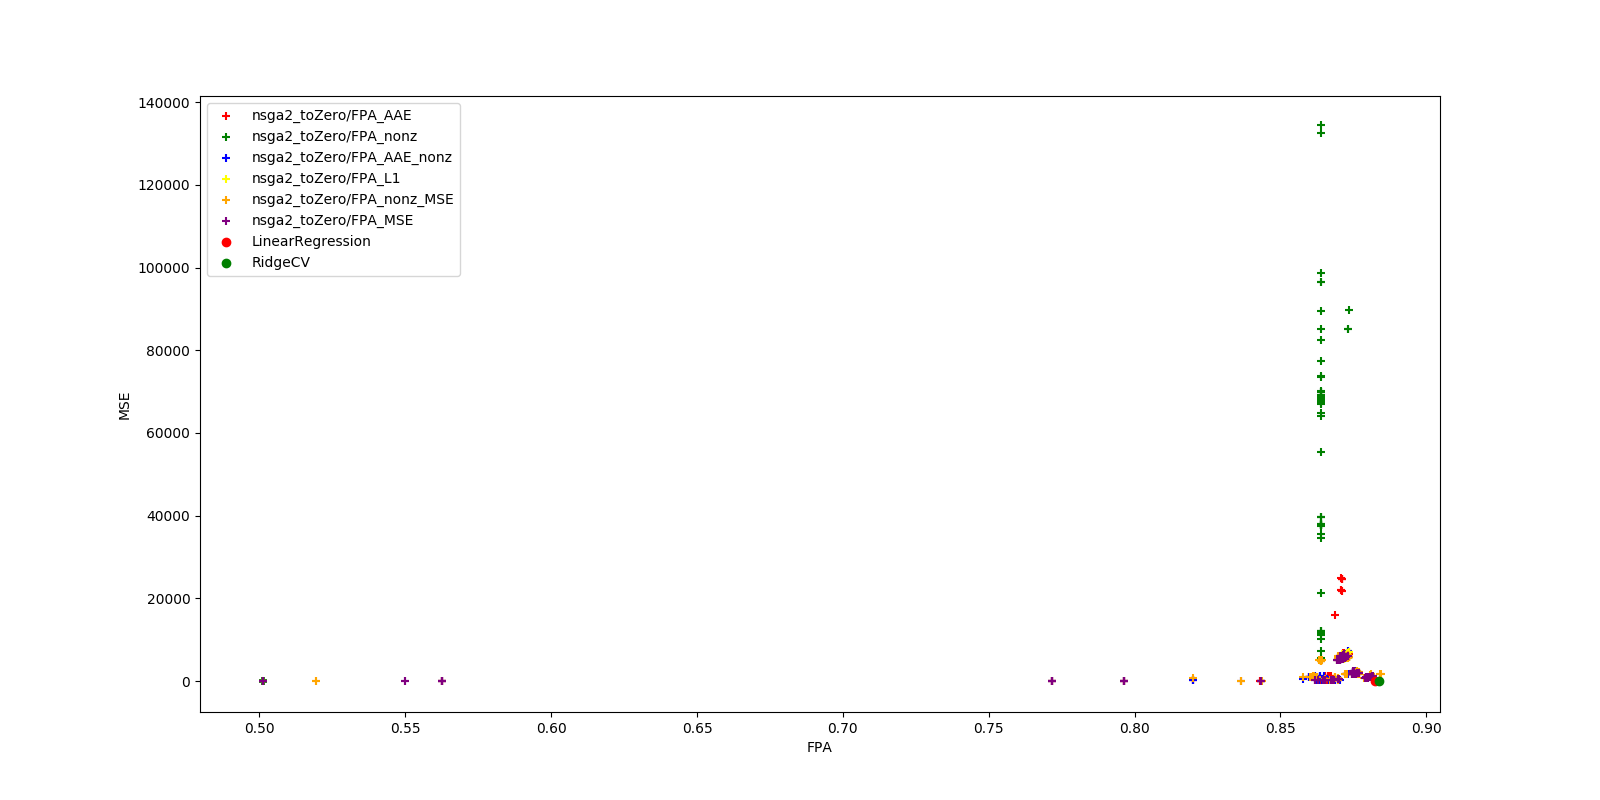 140000
120000
100000
80000
60000
40000
20000
0
MSE
nsga2_toZero/FPA_AAE
nsga2_toZero/FPA_nonz
nsga2_toZero/FPA_AAE_nonz
nsga2_toZero/FPA_L1
nsga2_toZero/FPA_nonz_MSE
nsga2_toZero/FPA_MSE
LinearRegression
RidgeCV
0.50 0.55 0.60 0.65 0.70 0.75 0.80 0.85 0.90
FPA